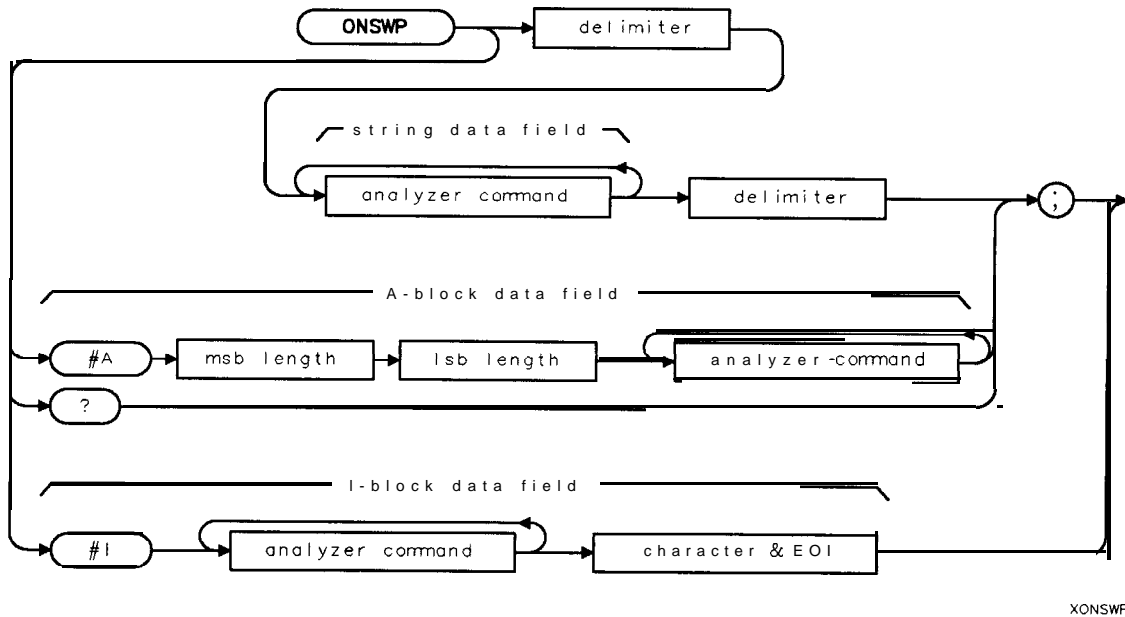 ONSWP
delimiter
string data field
analyzer command
delimiter
;
A-block data field
#A
msb length
lsb length
analyzer-command
?
I-block data field
#I
analyzer command
character & EOI
XONSWP